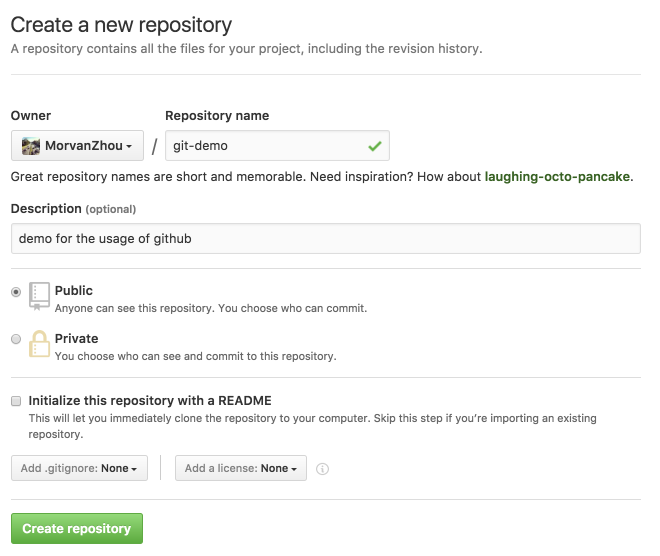 Create a new repository
A repository contains all the files for your project, including the revision history.
Owner
Repository name
MorvanZhou
/
git-demo
Great repository names are short and memorable. Need inspiration? How about laughing-octo-pancake.
Description (optional)
demo for the usage of github
Public
Anyone can see this repository. You choose who can commit.
Private
You choose who can see and commit to this repository.
Initialize this repository with a README
This will let you immediately clone the repository to your computer. Skip this step if you're importing an existing
repository.
Add .gitignore: None
Add a license: None
Create repository